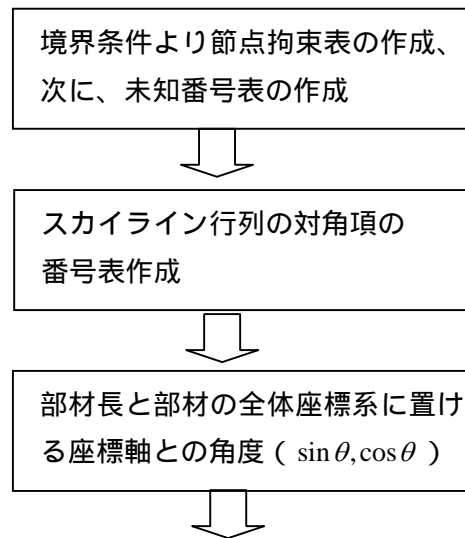 境界条件より節点拘束表の作成、
次に、未知番号表の作成
スカイライン行列の対角項の
番号表作成
部材長と部材の全体座標系に置け
る座標軸との角度（ sinθ,cosθ ）